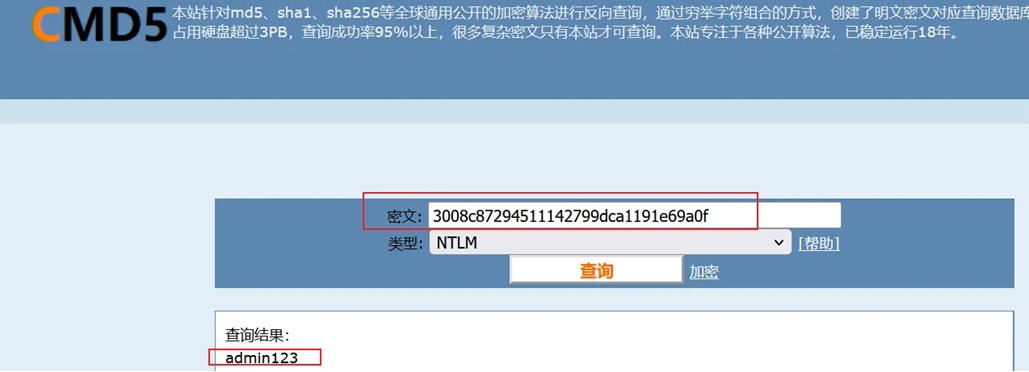 CMD5
本站针对md5、sha1、sha256等全球通用公开的加密算法进行反向查询，通过穷举字符组合的方式，创建了明文密文对应查询数据库
占用硬盘超过3PB，查询成功率95%以上，很多复杂密文只有本站才可查询。本站专注于各种公开算法，已稳定运行18年。
密文: 3008c87294511142799dca1191e69a0f
类型: NTLM [帮助]
查询 加密
查询结果：
admin123